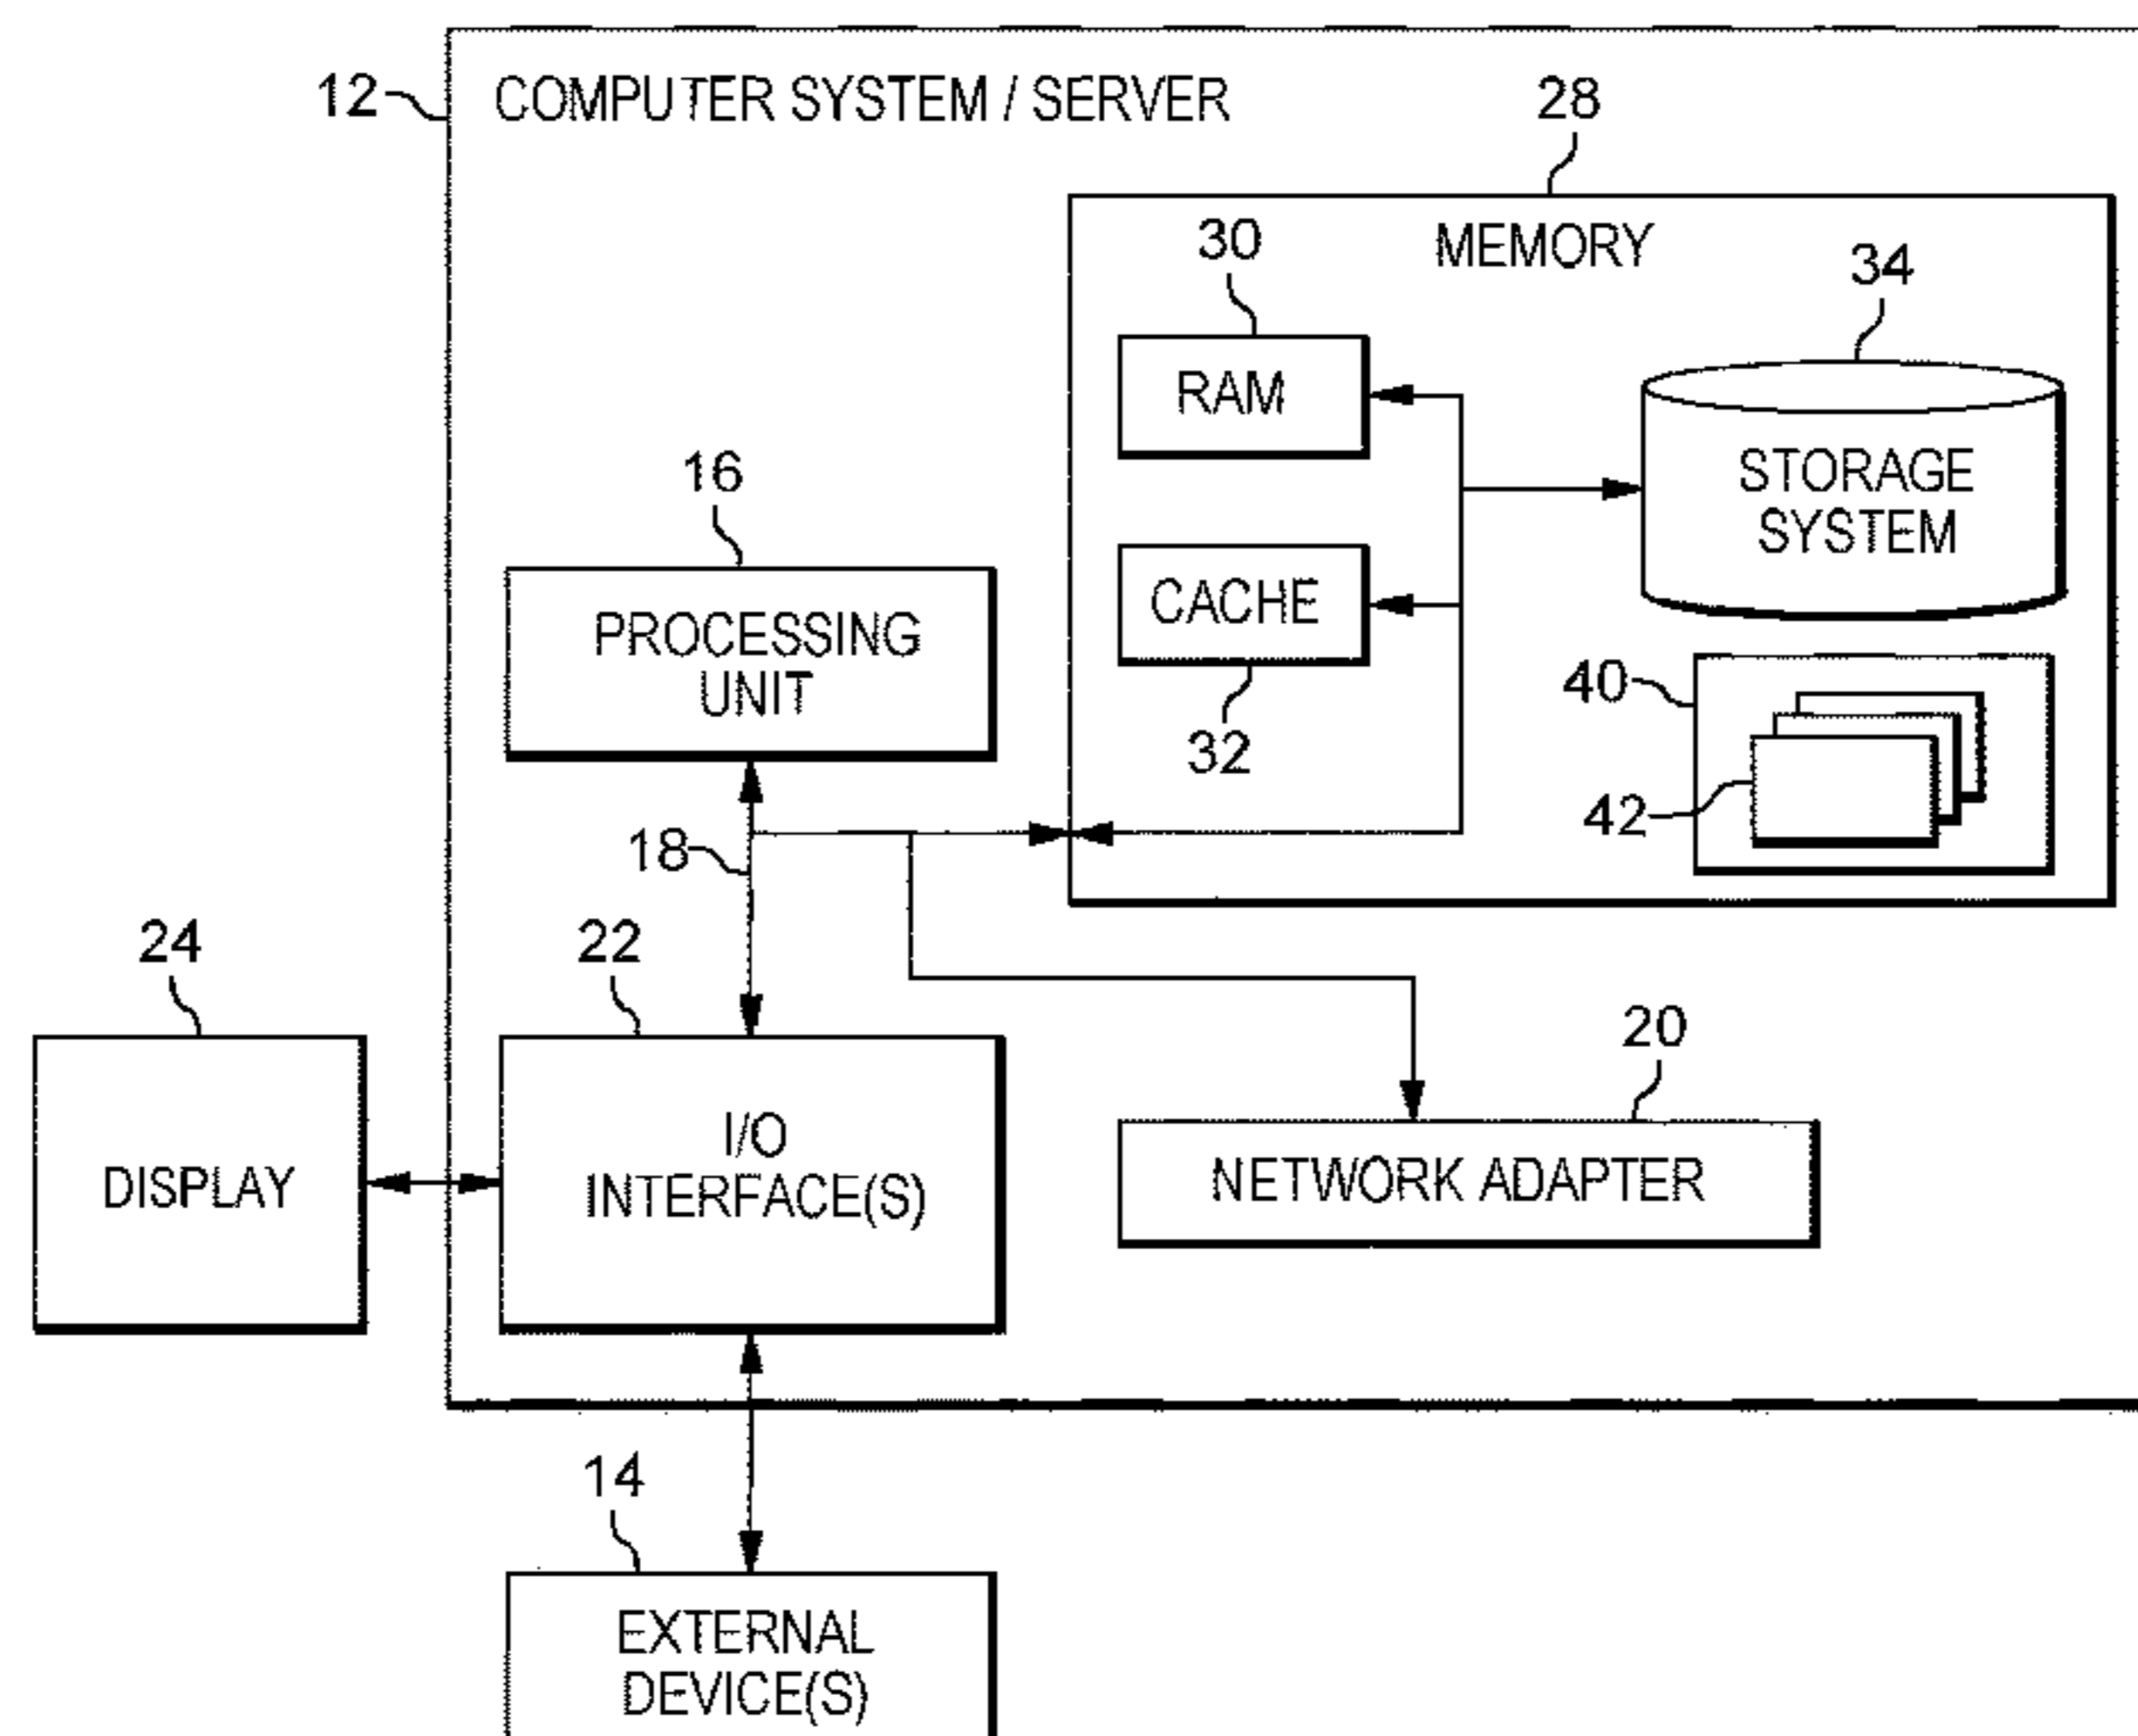 12
COMPUTER SYSTEM / SERVER
28
MEMORY
30
34
RAM
STORAGE
SYSTEM
16
PROCESSING
UNIT
CACHE
32
40
42
18
24
22
20
DISPLAY
I/O
INTERFACE(S)
NETWORK ADAPTER
14
EXTERNAL
DEVICE(S)